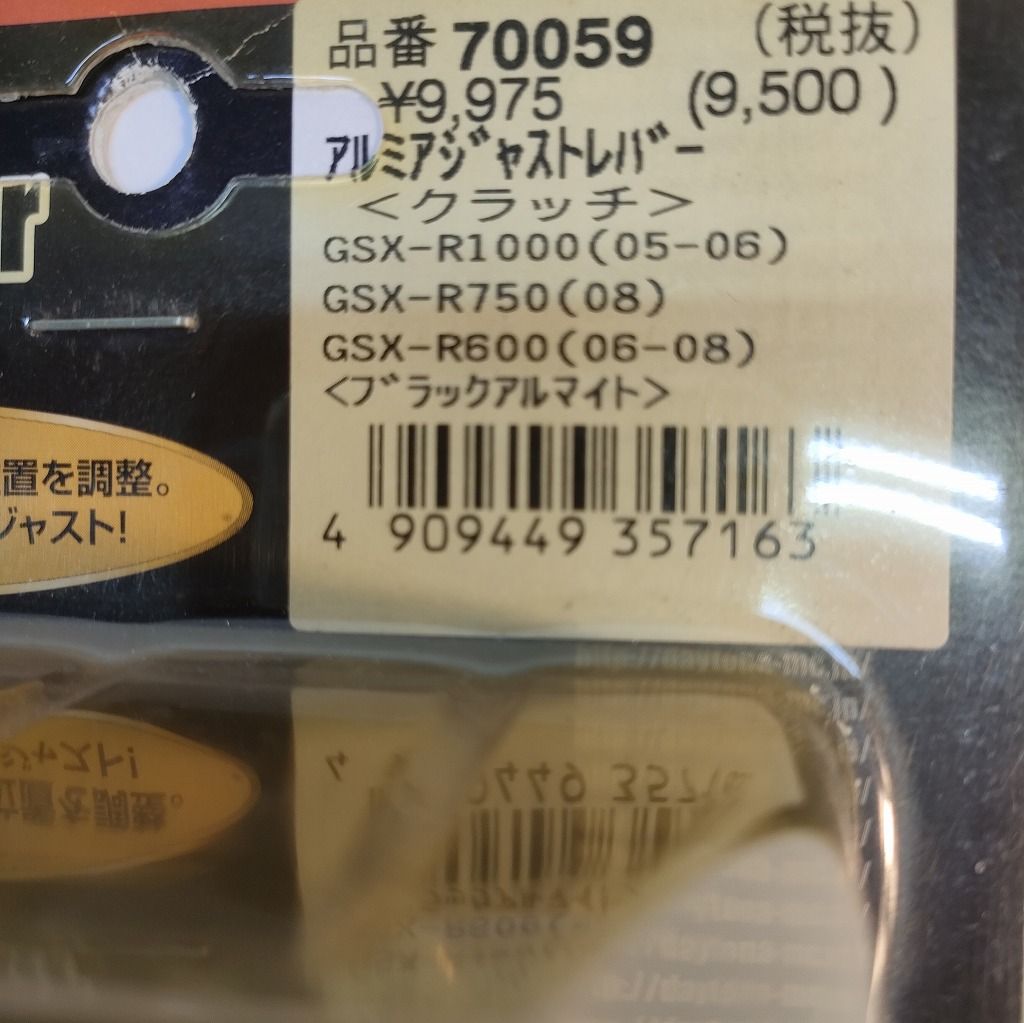 品番 70059 (税抜)
¥9,975 (9,500 )
ｱﾙﾐｱｼﾞｬｽﾄﾚﾊﾞｰ
＜クラッチ＞
GSX-R1000(05-06)
GSX-R750(08)
GSX-R600(06-08)
<ﾌﾞﾗｯｸｱﾙﾏｲﾄ>
4 909449 357163
r
置を調整。
ジャスト!